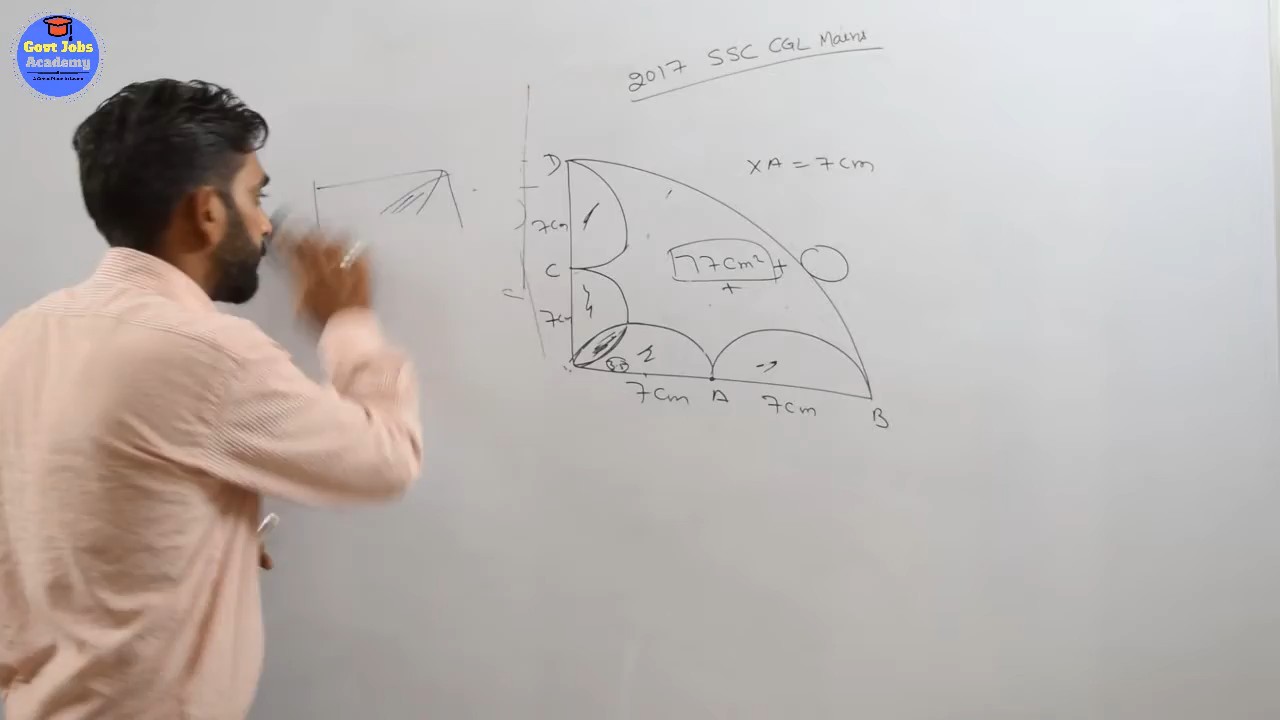 Govt Jobs
Academy
2017 SSC CGL Mains
D
XA = 7cm
7cm
C
77cm² +
+
7cm
7cm A 7cm
B